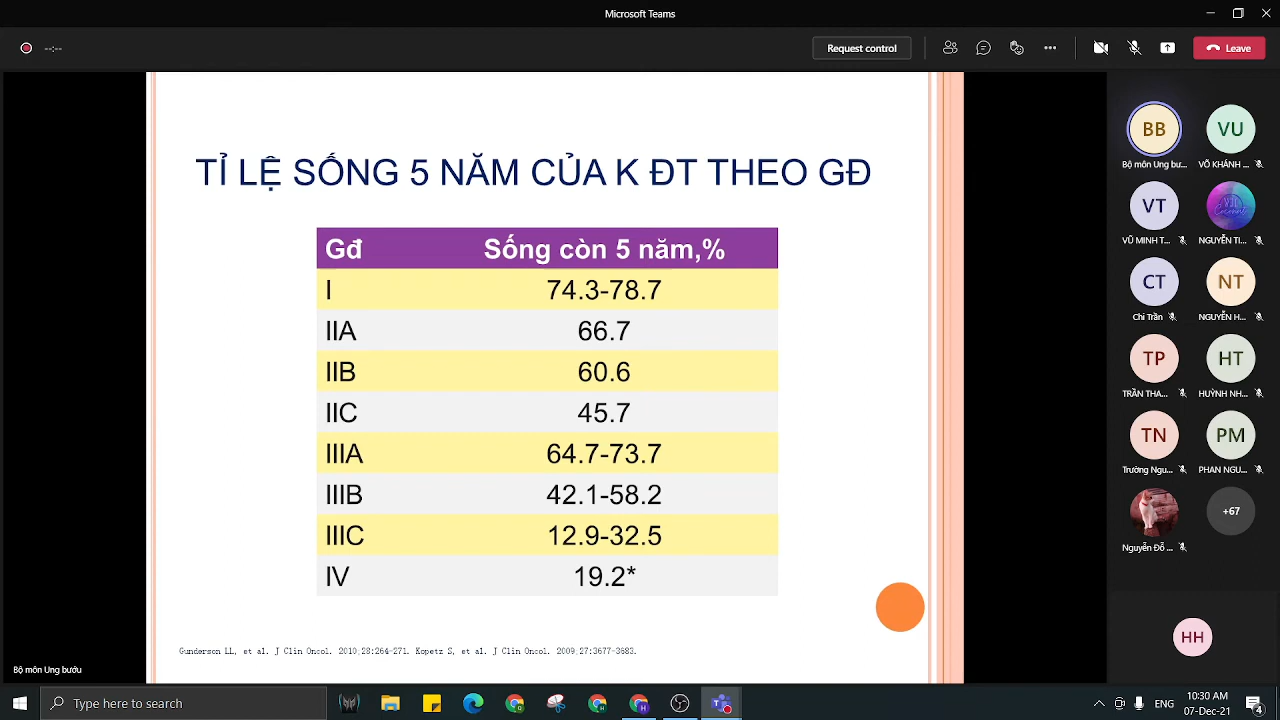 Microsoft Teams
--:--
Request control
Leave
TỈ LỆ SỐNG 5 NĂM CỦA K ĐT THEO GĐ
Gđ Sống còn 5 năm,%
I 74.3-78.7
IIA 66.7
IIB 60.6
IIC 45.7
IIIA 64.7-73.7
IIIB 42.1-58.2
IIIC 12.9-32.5
IV 19.2*
Gunderson LL, et al. J Clin Oncol. 2010;28:264-271. Kopetz S, et al. J Clin Oncol. 2009;27:3677-3683.
Bộ môn Ung bướu
BB VU
Bộ môn Ung bư... VÕ KHÁNH ...
VT
VŨ MINH T... NGUYỄN TI...
CT NT
Chi Trần NGUYỄN H...
TP HT
TRẦN THA... HUỲNH NH...
TN PM
Trường Ngu... PHAN NGU...
+67
Nguyễn Đỗ ...
HH
Type here to search
ENG
10:30 AM
07-Dec-21